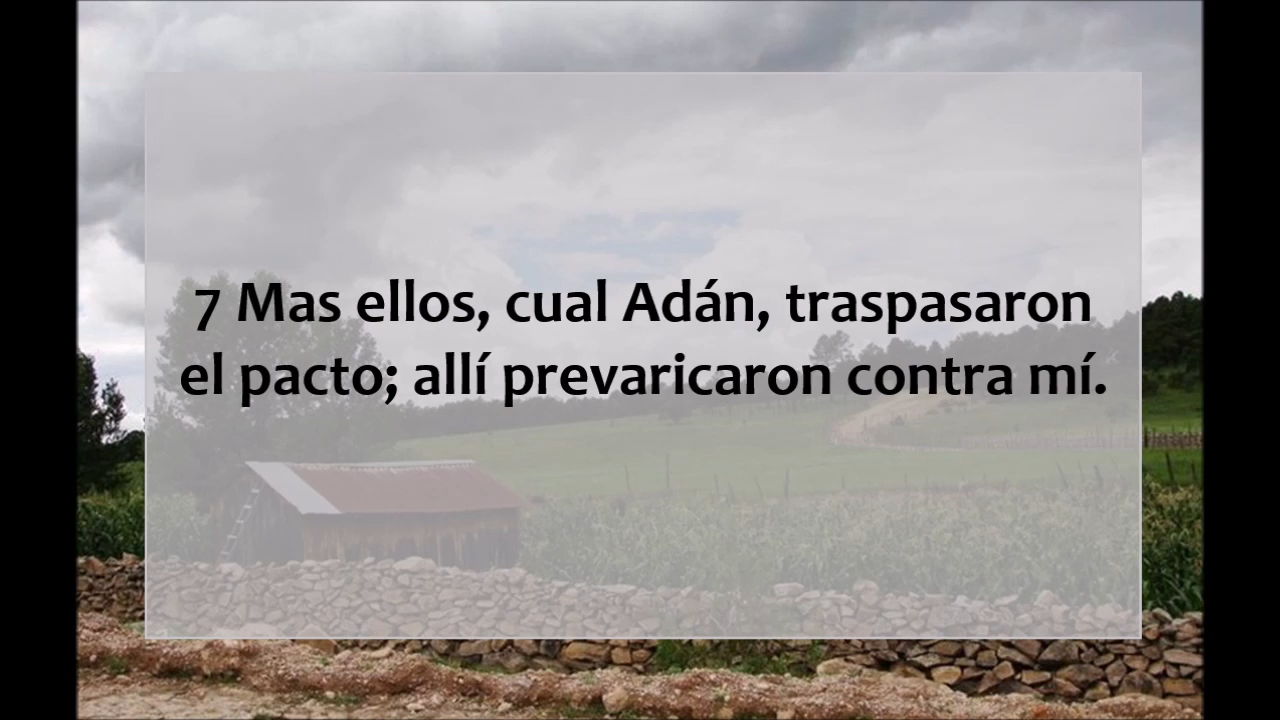 7 Mas ellos, cual Adán, traspasaron
el pacto; allí prevaricaron contra mí.